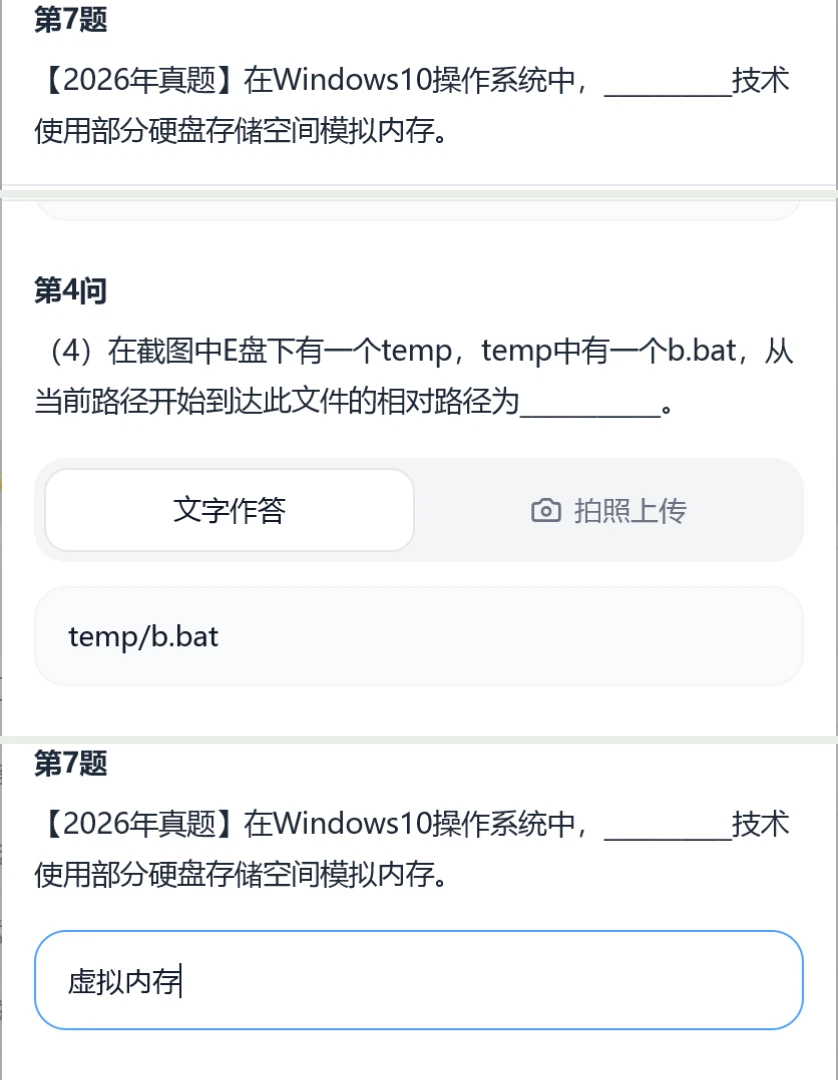 第7题
【2026年真题】在Windows10操作系统中，_________技术
使用部分硬盘存储空间模拟内存。
第4问
（4）在截图中E盘下有一个temp，temp中有一个b.bat，从
当前路径开始到达此文件的相对路径为__________。
文字作答
拍照上传
temp/b.bat
第7题
【2026年真题】在Windows10操作系统中，_________技术
使用部分硬盘存储空间模拟内存。
虚拟内存